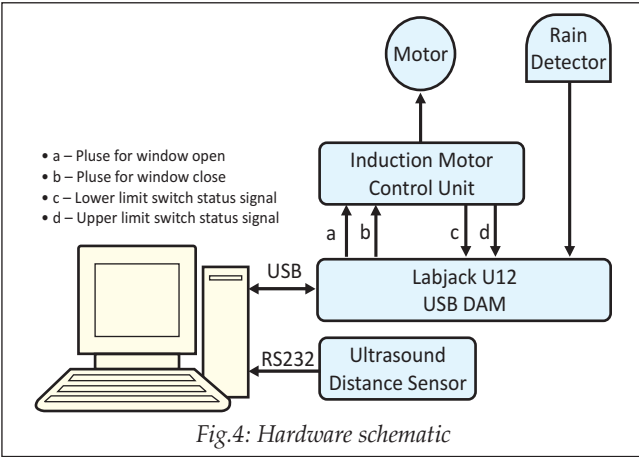 Motor
Rain
Detector
• a – Pluse for window open
• b – Pluse for window close
• c – Lower limit switch status signal
• d – Upper limit switch status signal
Induction Motor
Control Unit
a
b
c
d
USB
Labjack U12
USB DAM
RS232
Ultrasound
Distance Sensor
Fig.4: Hardware schematic